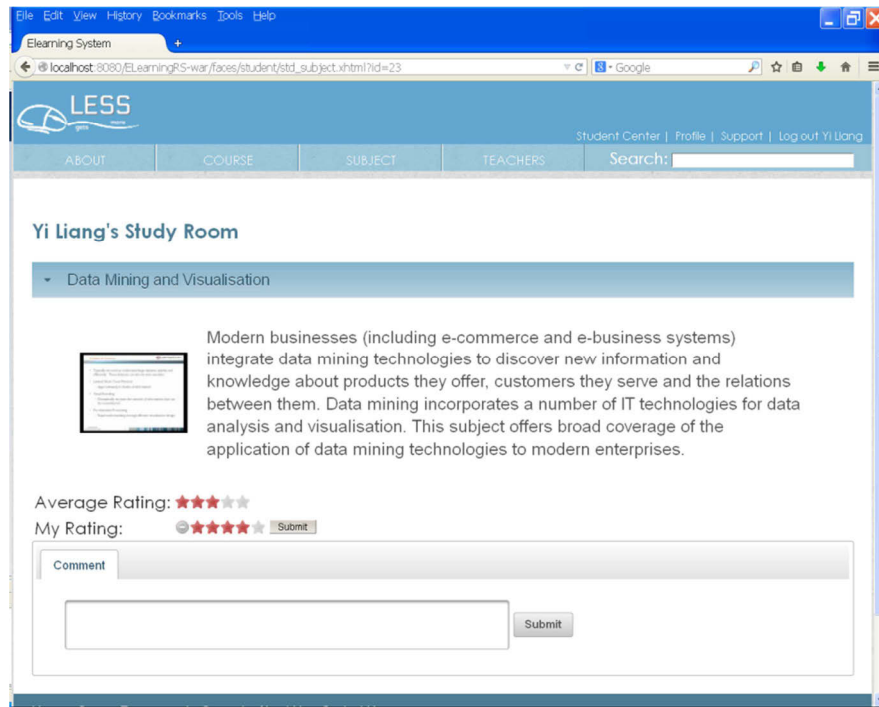 File Edit View History Bookmarks Tools Help
Elearning System +
localhost:8080/ELearningRS-war/faces/student/std_subject.xhtml?id=23
Google
LESS
gets more
Student Center | Profile | Support | Log out Yi Liang
ABOUT COURSE SUBJECT TEACHERS Search:
Yi Liang's Study Room
Data Mining and Visualisation
Modern businesses (including e-commerce and e-business systems)
integrate data mining technologies to discover new information and
knowledge about products they offer, customers they serve and the relations
between them. Data mining incorporates a number of IT technologies for data
analysis and visualisation. This subject offers broad coverage of the
application of data mining technologies to modern enterprises.
Average Rating:
My Rating: Submit
Comment
Submit